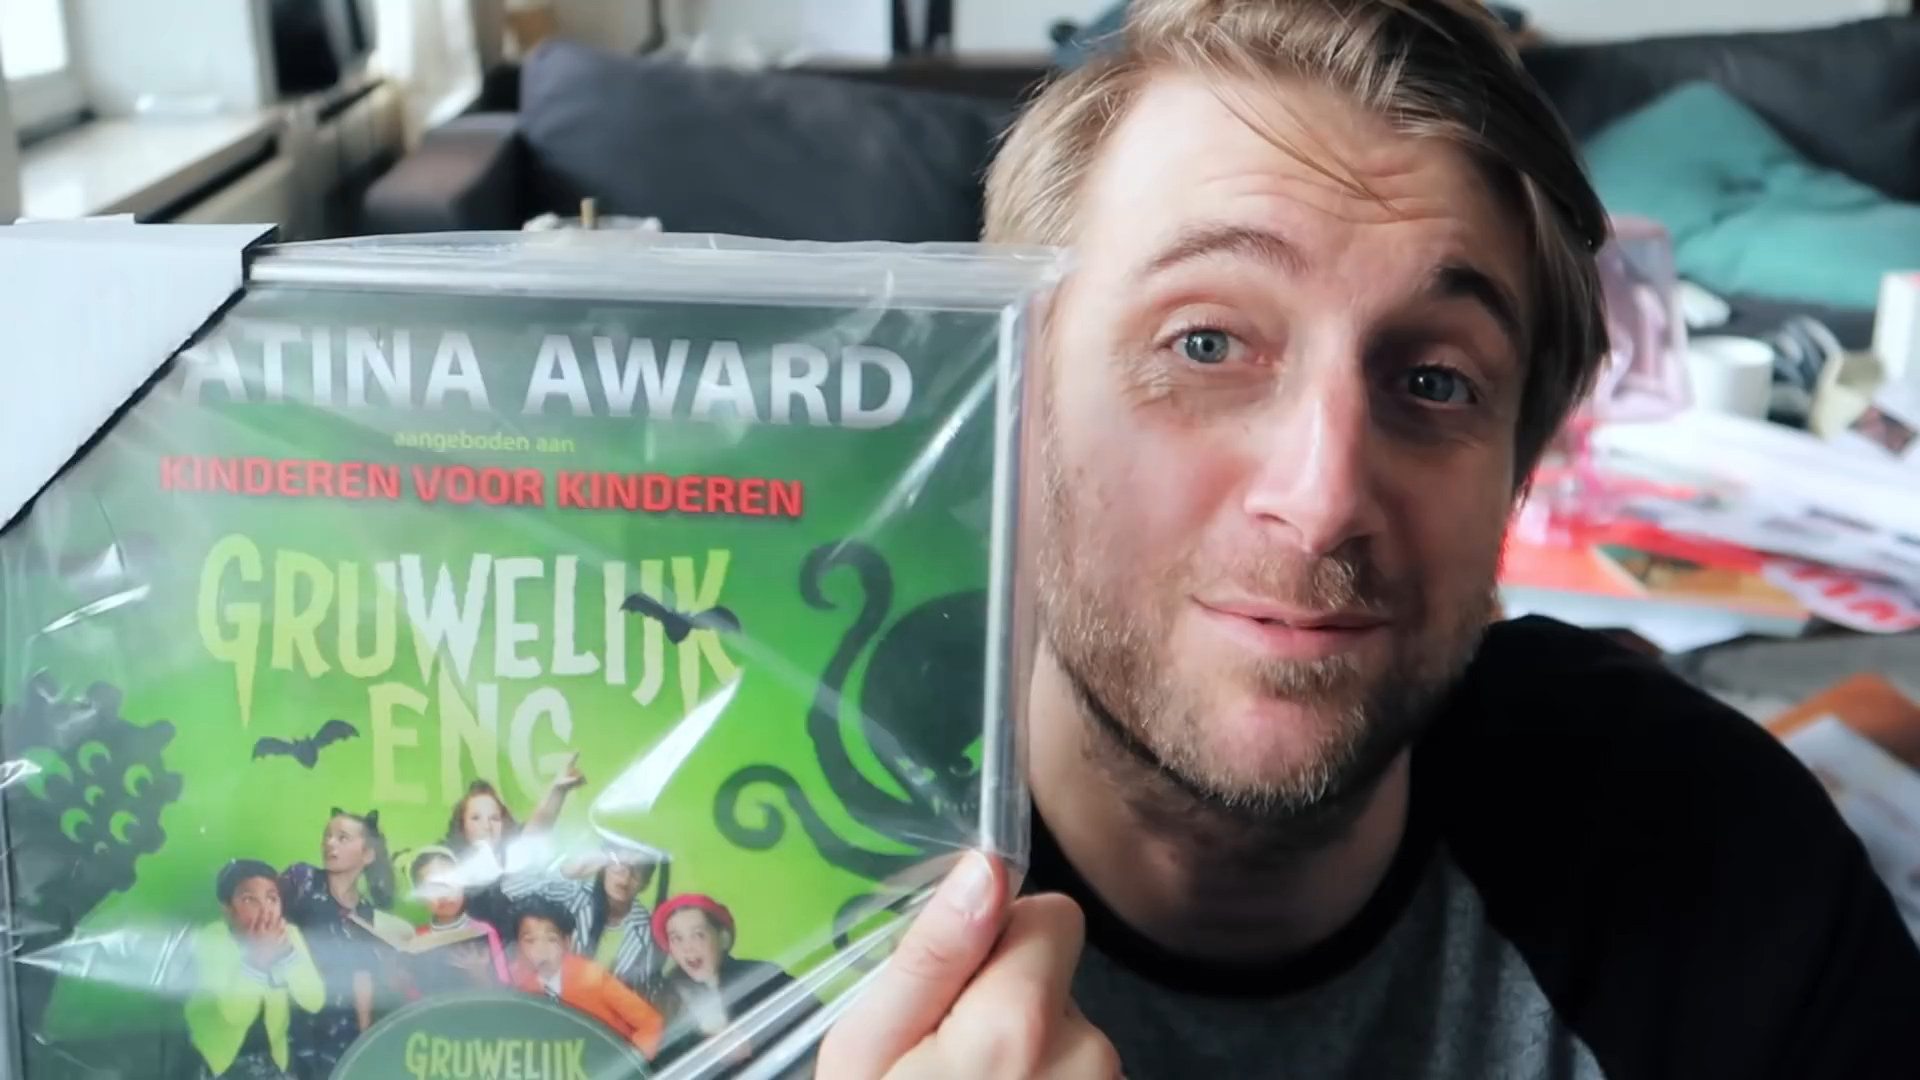 ATINA AWARD
aangeboden aan
KINDEREN VOOR KINDEREN
GRUWELIJK
ENG
GRUWELIJK